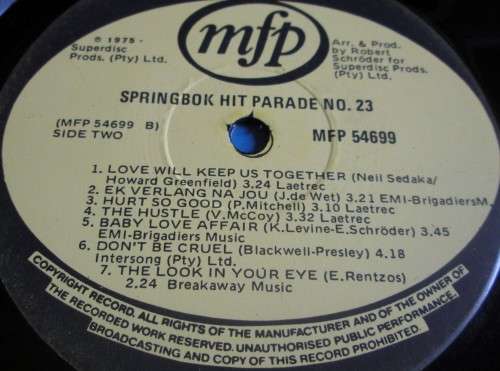 mfp
℗ 1975 -
Superdisc
Prods. (Pty) Ltd.
Arr. & Prod.
by Robert
Schröder for
Superdisc Prods.
(Pty) Ltd.
SPRINGBOK HIT PARADE NO. 23
(MFP 54699 B)
SIDE TWO
MFP 54699
1. LOVE WILL KEEP US TOGETHER (Neil Sedaka/
Howard Greenfield) 3.24 Laetrec
2. EK VERLANG NA JOU (J.de Wet) 3.21 EMI-BrigadiersM.
3. HURT SO GOOD (P.Mitchell) 3.10 Laetrec
4. THE HUSTLE (V.McCoy) 3.32 Laetrec
5. BABY LOVE AFFAIR (K.Levine-E.Schröder) 3.45
EMI-Brigadiers Music
6. DON'T BE CRUEL (Blackwell-Presley) 4.18
Intersong (Pty) Ltd.
7. THE LOOK IN YOUR EYE (E.Rentzos)
2.24 Breakaway Music
COPYRIGHT RECORD. ALL RIGHTS OF THE MANUFACTURER AND OF THE OWNER OF
THE RECORDED WORK RESERVED. UNAUTHORISED PUBLIC PERFORMANCE,
BROADCASTING AND COPY OF THIS RECORD PROHIBITED.